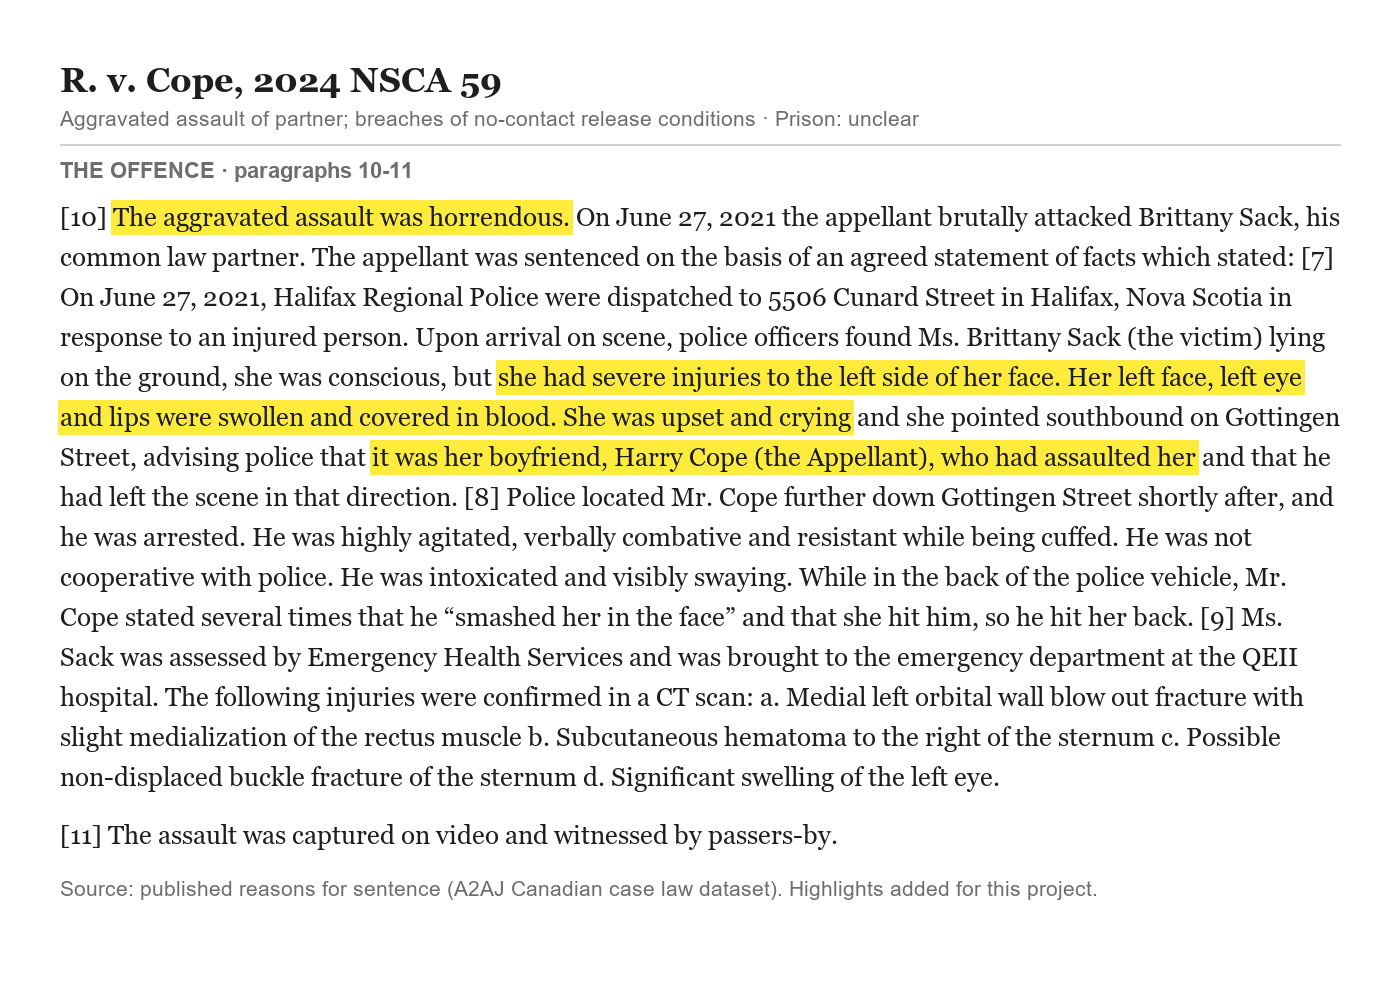 R. v. Cope, 2024 NSCA 59
Aggravated assault of partner; breaches of no-contact release conditions · Prison: unclear
THE OFFENCE · paragraphs 10-11
[10] The aggravated assault was horrendous. On June 27, 2021 the appellant brutally attacked Brittany Sack, his
common law partner. The appellant was sentenced on the basis of an agreed statement of facts which stated: [7]
On June 27, 2021, Halifax Regional Police were dispatched to 5506 Cunard Street in Halifax, Nova Scotia in
response to an injured person. Upon arrival on scene, police officers found Ms. Brittany Sack (the victim) lying
on the ground, she was conscious, but she had severe injuries to the left side of her face. Her left face, left eye
and lips were swollen and covered in blood. She was upset and crying and she pointed southbound on Gottingen
Street, advising police that it was her boyfriend, Harry Cope (the Appellant), who had assaulted her and that he
had left the scene in that direction. [8] Police located Mr. Cope further down Gottingen Street shortly after, and
he was arrested. He was highly agitated, verbally combative and resistant while being cuffed. He was not
cooperative with police. He was intoxicated and visibly swaying. While in the back of the police vehicle, Mr.
Cope stated several times that he “smashed her in the face” and that she hit him, so he hit her back. [9] Ms.
Sack was assessed by Emergency Health Services and was brought to the emergency department at the QEII
hospital. The following injuries were confirmed in a CT scan: a. Medial left orbital wall blow out fracture with
slight medialization of the rectus muscle b. Subcutaneous hematoma to the right of the sternum c. Possible
non-displaced buckle fracture of the sternum d. Significant swelling of the left eye.
[11] The assault was captured on video and witnessed by passers-by.
Source: published reasons for sentence (A2AJ Canadian case law dataset). Highlights added for this project.